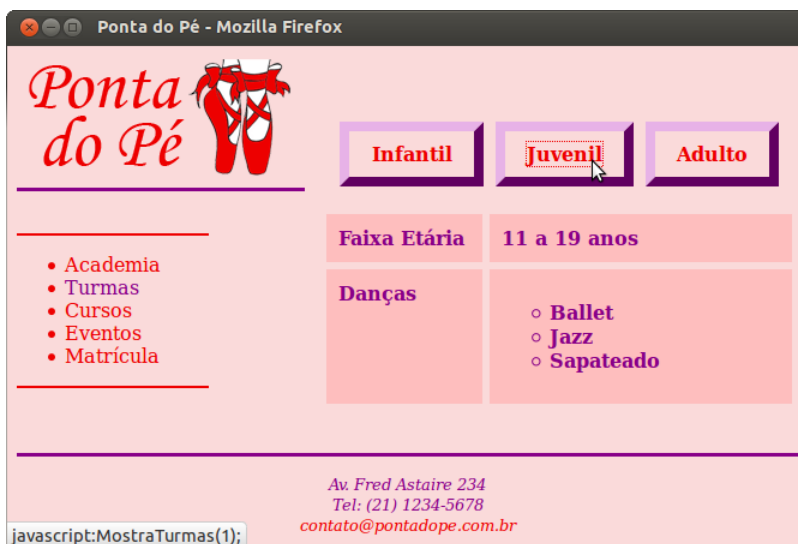 Ponta do Pé - Mozilla Firefox
Ponta
do Pé
Infantil
Juvenil
Adulto
Academia
Turmas
Cursos
Eventos
Matrícula
Faixa Etária
11 a 19 anos
Danças
Ballet
Jazz
Sapateado
Av. Fred Astaire 234
Tel: (21) 1234-5678
contato@pontadope.com.br
javascript:MostraTurmas(1);